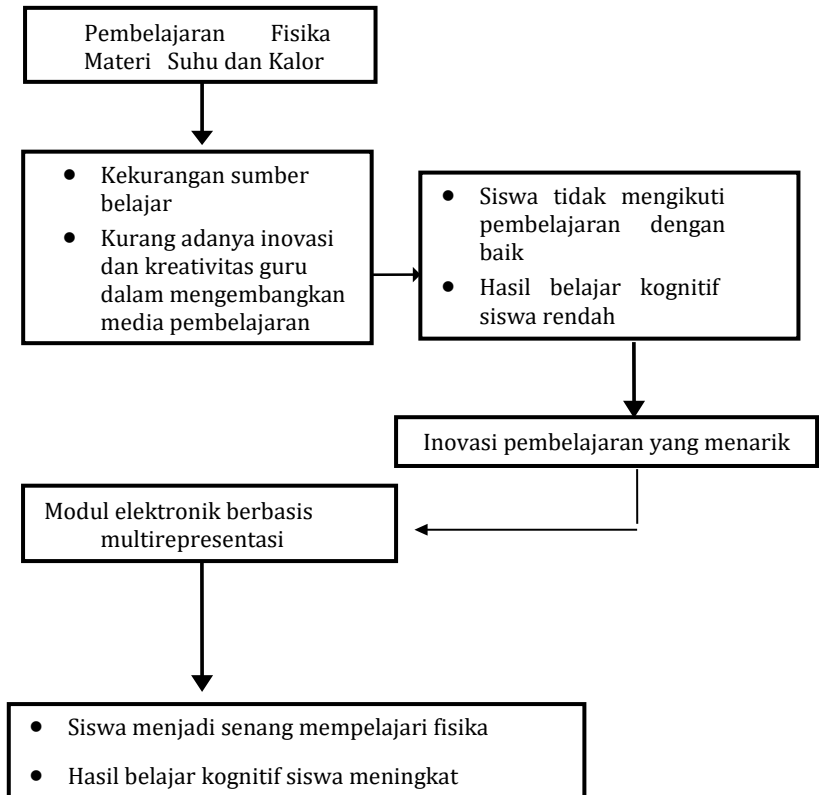 Pembelajaran Fisika
Materi Suhu dan Kalor
• Kekurangan sumber
belajar
• Kurang adanya inovasi
dan kreativitas guru
dalam mengembangkan
media pembelajaran
• Siswa tidak mengikuti
pembelajaran dengan
baik
• Hasil belajar kognitif
siswa rendah
Inovasi pembelajaran yang menarik
Modul elektronik berbasis
multirepresentasi
• Siswa menjadi senang mempelajari fisika
• Hasil belajar kognitif siswa meningkat